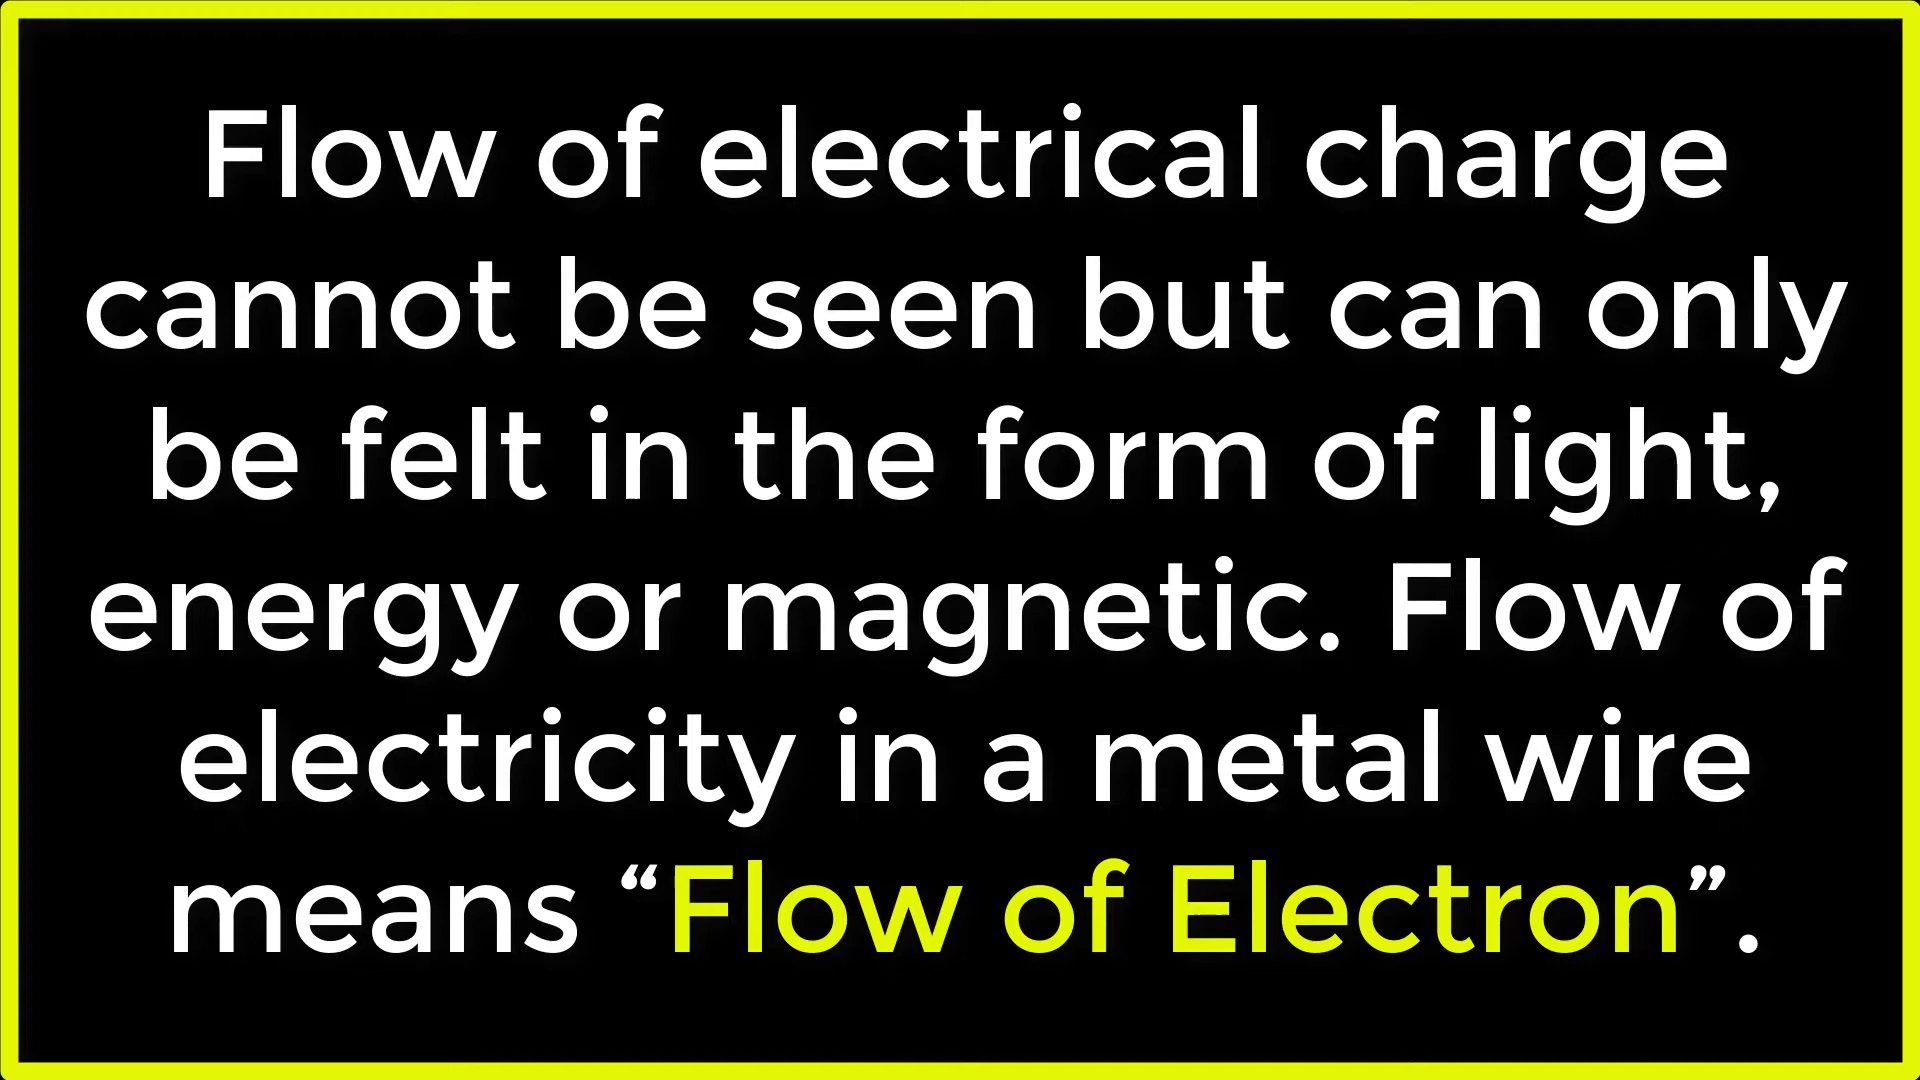 Flow of electrical charge
cannot be seen but can only
be felt in the form of light,
energy or magnetic. Flow of
electricity in a metal wire
means “Flow of Electron”.